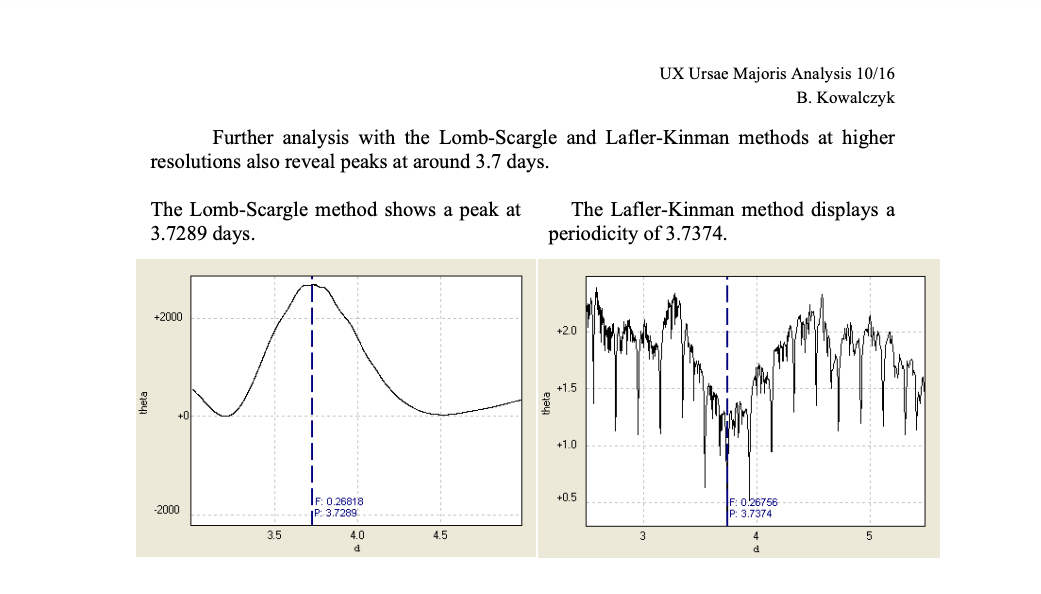 UX Ursae Majoris Analysis 10/16
B. Kowalczyk
Further analysis with the Lomb-Scargle and Lafler-Kinman methods at higher
resolutions also reveal peaks at around 3.7 days.
The Lomb-Scargle method shows a peak at
3.7289 days.
The Lafler-Kinman method displays a
periodicity of 3.7374.
+2000
+0
-2000
theta
F: 0.26818
P: 3.7289
3.5 4.0 4.5
d
+2.0
+1.5
+1.0
+0.5
theta
F: 0.26756
P: 3.7374
3 4 5
d